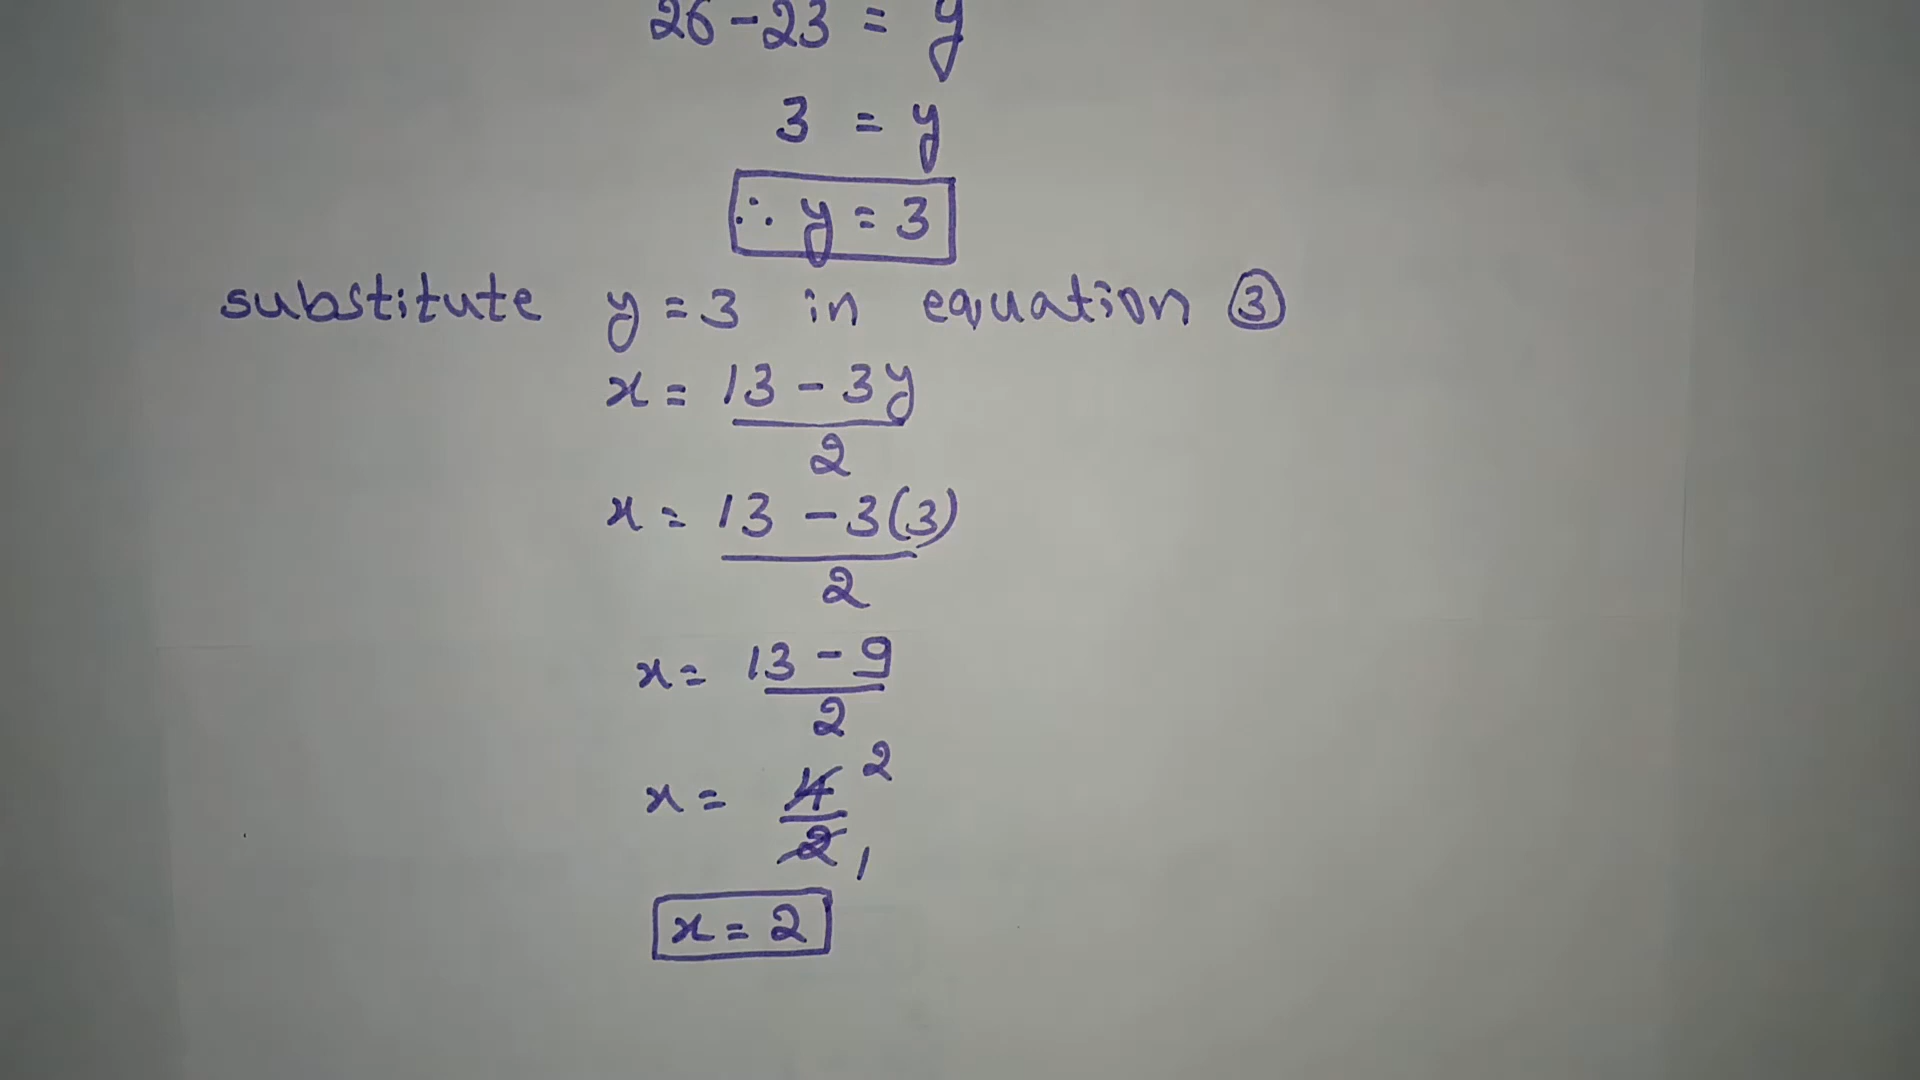 26 - 23 = y
3 = y
∴ y = 3
substitute y = 3 in equation ③
x = 13 - 3y
2
x = 13 - 3(3)
2
x = 13 - 9
2
x = 4 2
2 1
x = 2